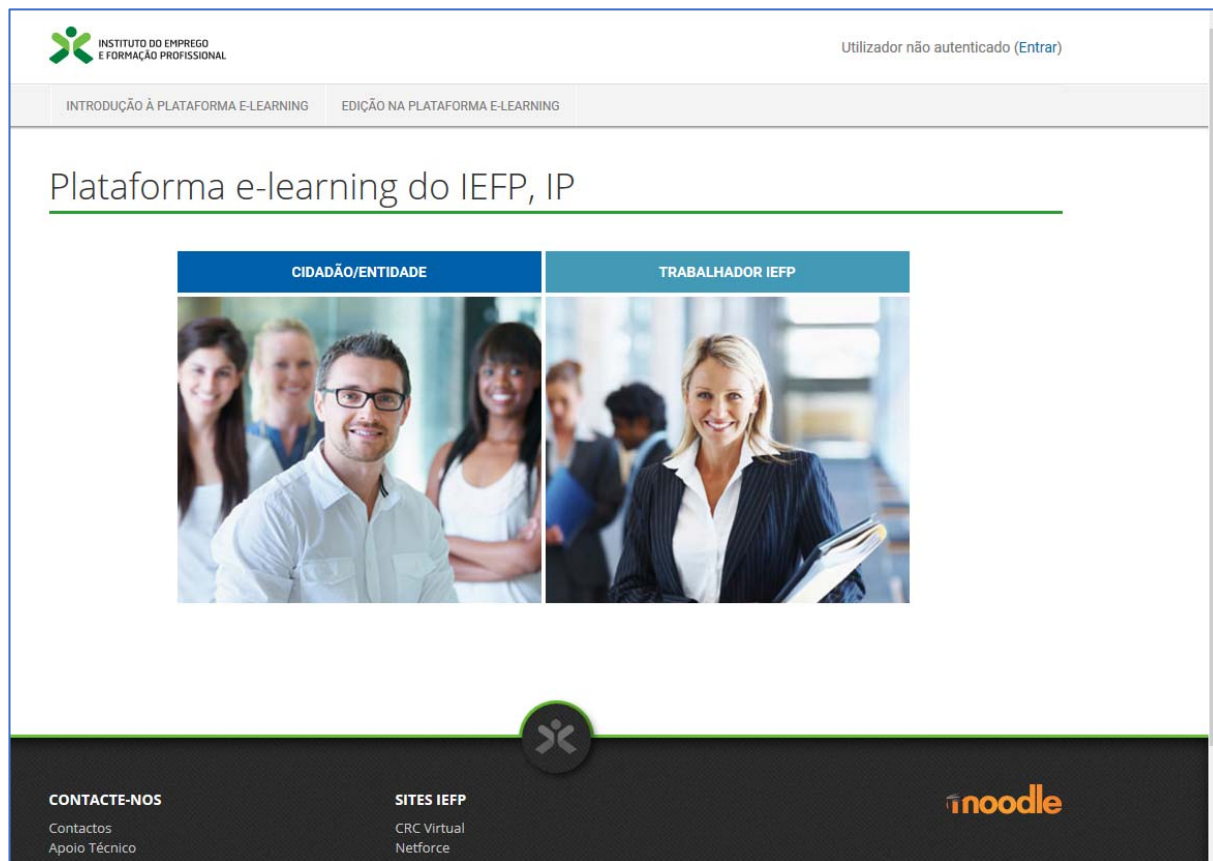 INSTITUTO DO EMPREGO
E FORMAÇÃO PROFISSIONAL
Utilizador não autenticado (Entrar)
INTRODUÇÃO À PLATAFORMA E-LEARNING
EDIÇÃO NA PLATAFORMA E-LEARNING
Plataforma e-learning do IEFP, IP
CIDADÃO/ENTIDADE
TRABALHADOR IEFP
CONTACTE-NOS
SITES IEFP
moodle
Contactos
CRC Virtual
Apoio Técnico
Netforce